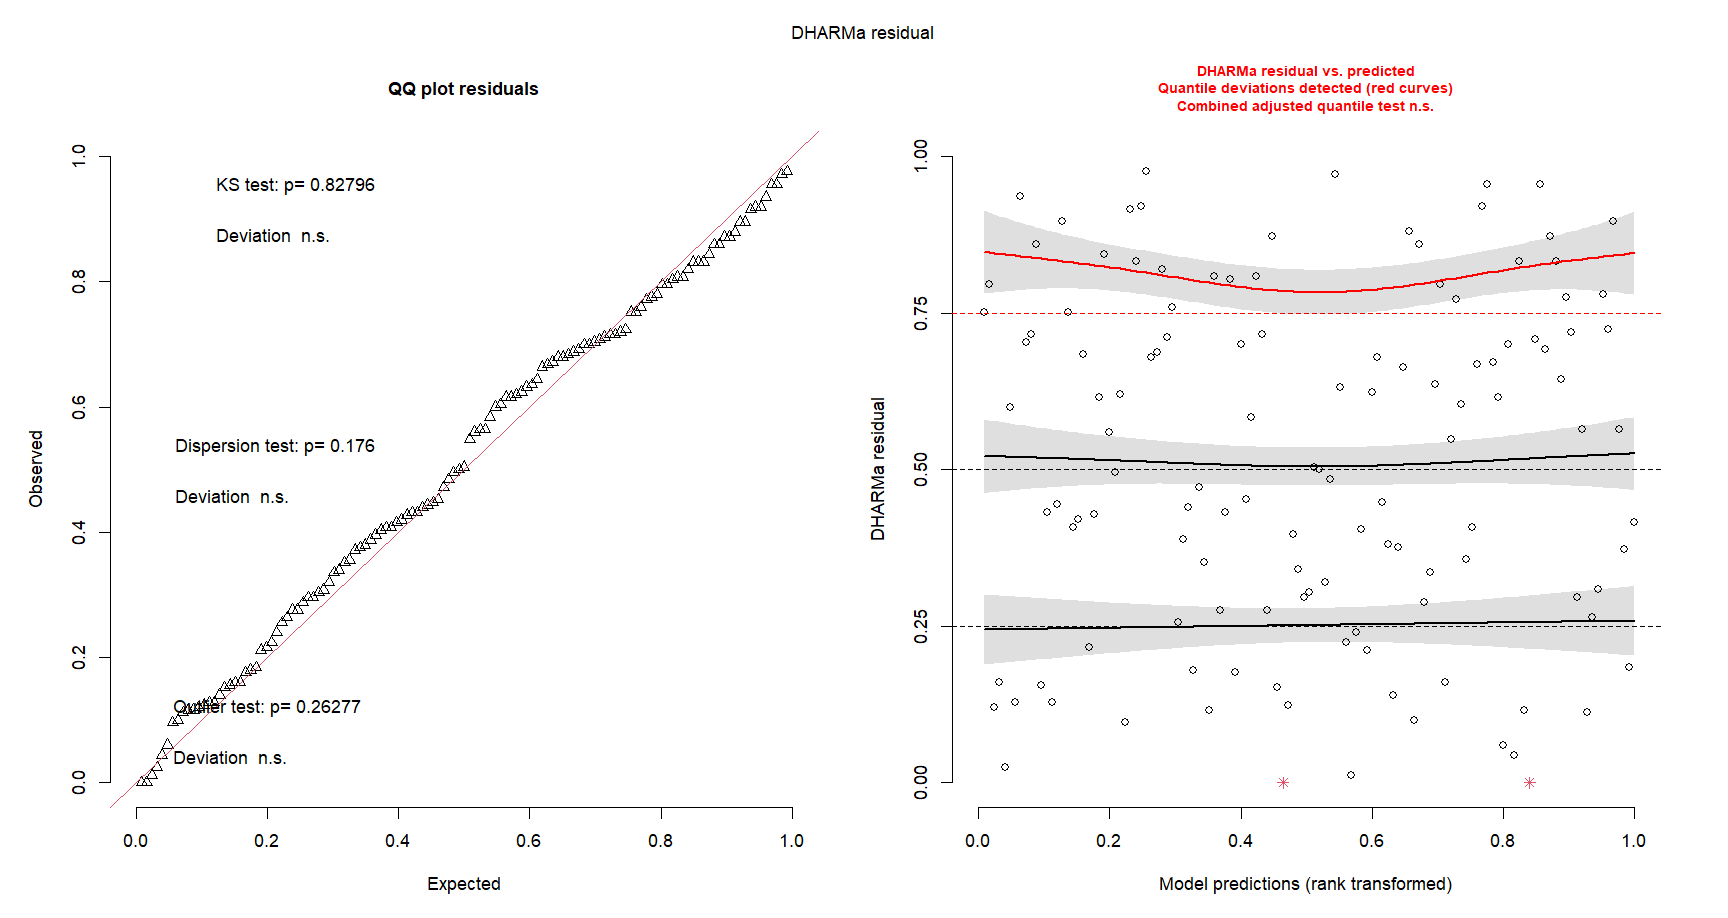 DHARMa residual
QQ plot residuals
KS test: p= 0.82796
Deviation  n.s.
Dispersion test: p= 0.176
Deviation  n.s.
Outlier test: p= 0.26277
Deviation  n.s.
Observed
1.0
0.8
0.6
0.4
0.2
0.0
0.0 0.2 0.4 0.6 0.8 1.0
Expected
DHARMa residual vs. predicted
Quantile deviations detected (red curves)
Combined adjusted quantile test n.s.
DHARMa residual
1.00
0.75
0.50
0.25
0.00
0.0 0.2 0.4 0.6 0.8 1.0
Model predictions (rank transformed)